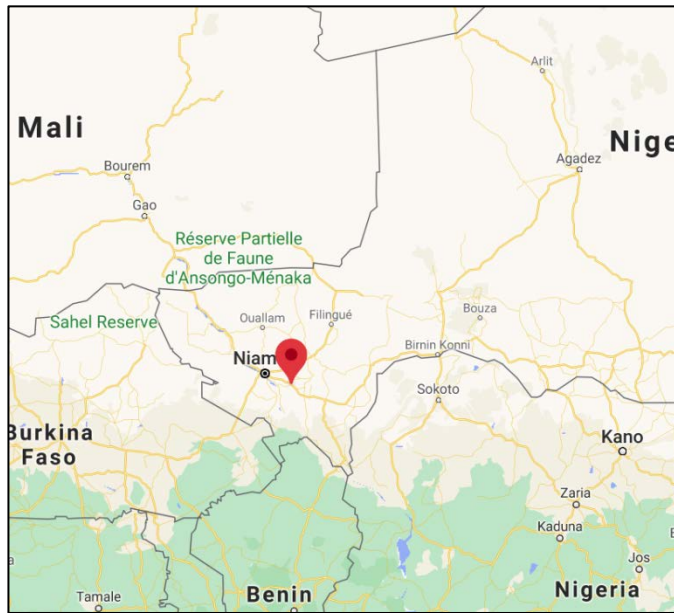 Arlit
Mali
Nige
Agadez
Bourem
Gao
Réserve Partielle
de Faune
d'Ansongo-Ménaka
Bouza
Sahel Reserve
Ouallam
Filingué
Birnin Konni
Niam
Sokoto
Burkina
Faso
Kano
Zaria
Kaduna
Jos
Tamale
Benin
Nigeria